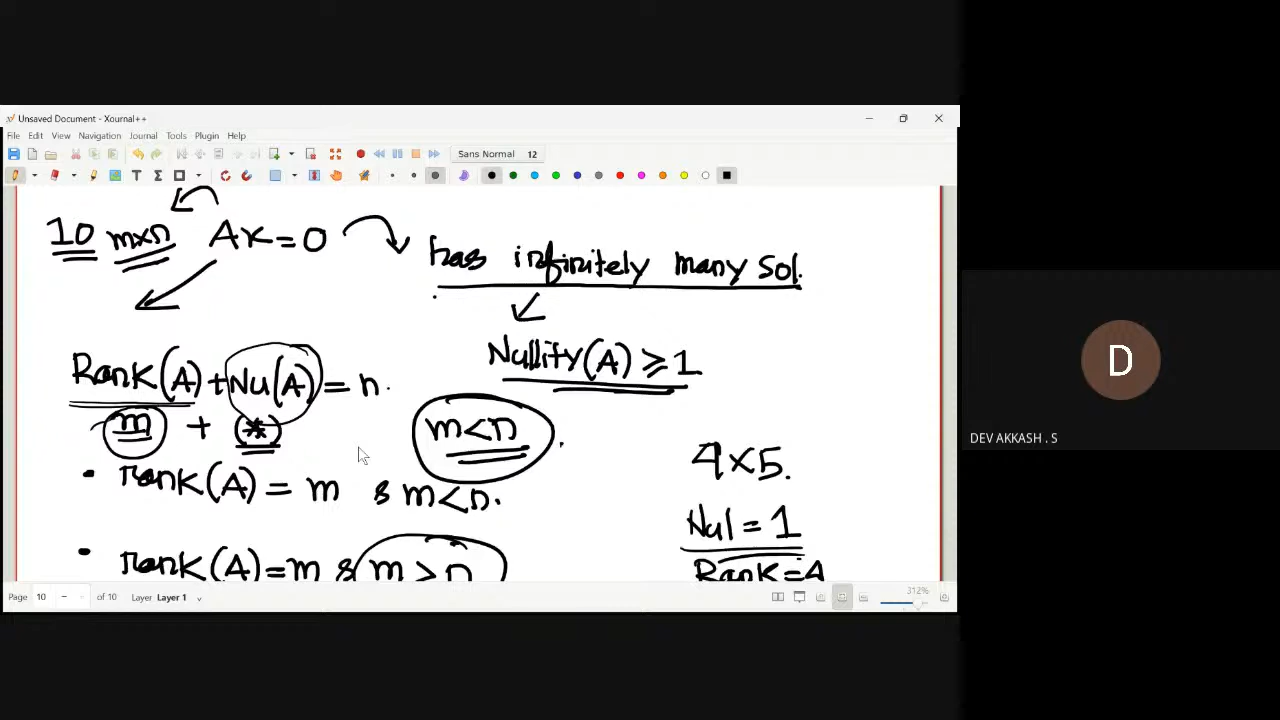 Unsaved Document - Xournal++
File Edit View Navigation Journal Tools Plugin Help
Sans Normal 12
10 m×n Ax=0
has infinitely many sol.
Nullity(A) ≥ 1
Rank(A) + Nu(A) = n.
m + (*)
m<n
4×5.
• rank(A) = m & m<n.
Nul = 1
• rank(A)=m & m>n
Rank=4
DEV AKKASH . S
D
Page 10 of 10 Layer Layer 1
312%